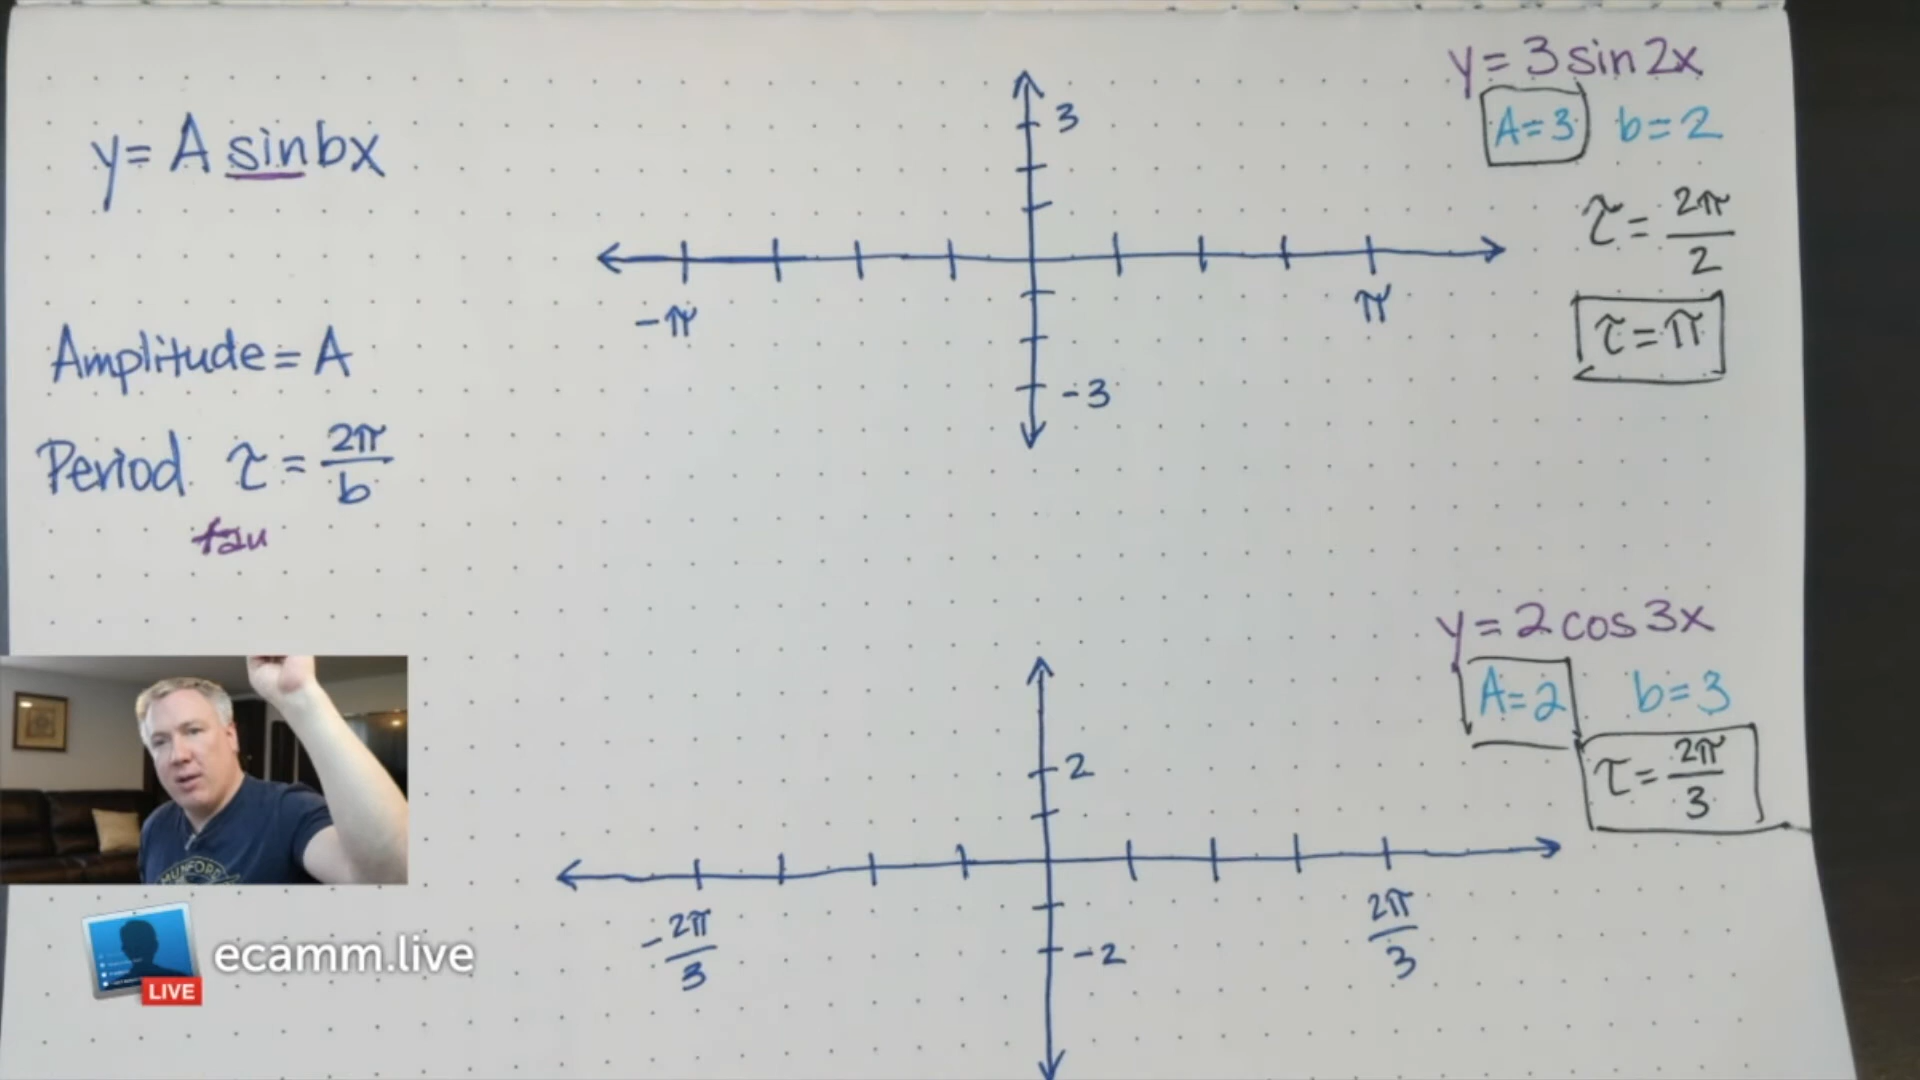 y = A sin bx
Amplitude = A
Period τ = 2π/b
tau
3
-π π
-3
y = 3 sin 2x
A = 3 b = 2
τ = 2π/2
τ = π
2
-2π/3 2π/3
-2
y = 2 cos 3x
A = 2 b = 3
τ = 2π/3
MUNFORD
ecamm.live
LIVE